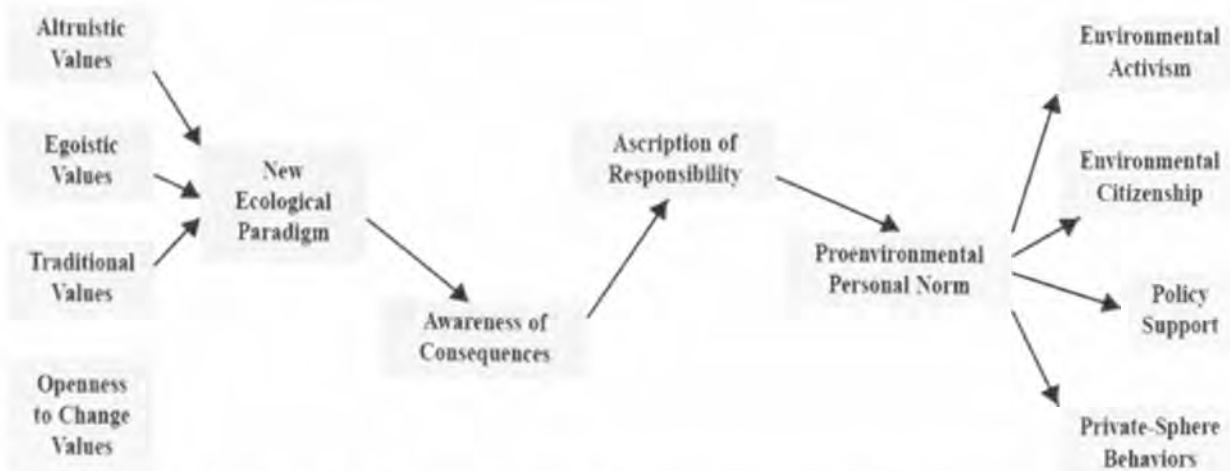 Altruistic
Values
Egoistic
Values
Traditional
Values
Openness
to Change
Values
New
Ecological
Paradigm
Awareness of
Consequences
Ascription of
Responsibility
Proenvironmental
Personal Norm
Environmental
Activism
Environmental
Citizenship
Policy
Support
Private-Sphere
Behaviors